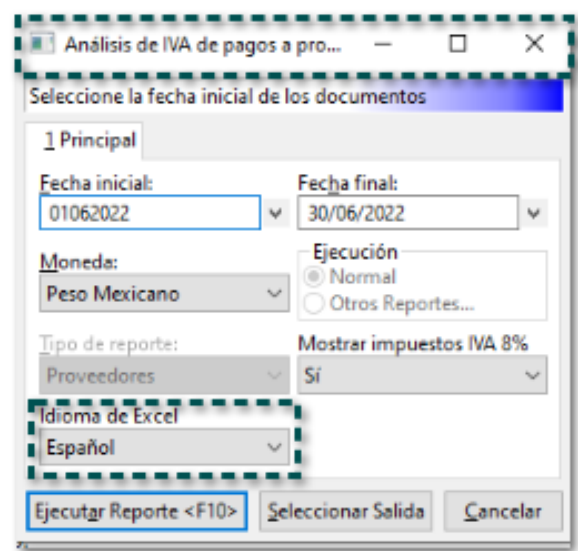 Análisis de IVA de pagos a pro...
Seleccione la fecha inicial de los documentos
1 Principal
Fecha inicial: Fecha final:
01062022 30/06/2022
Moneda: Ejecución
Peso Mexicano Normal
Otros Reportes...
Tipo de reporte: Mostrar impuestos IVA 8%
Proveedores Sí
Idioma de Excel
Español
Ejecutar Reporte <F10> Seleccionar Salida Cancelar